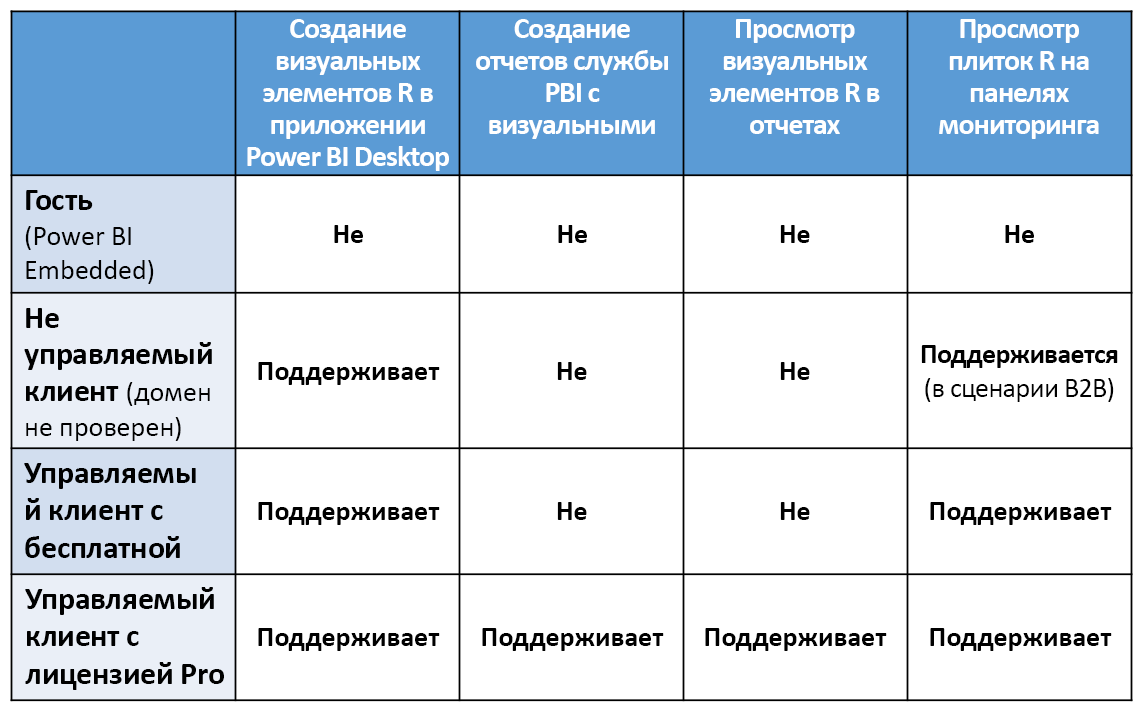 Создание
визуальных
элементов R в
приложении
Power BI Desktop
Создание
отчетов службы
PBI с
визуальными
Просмотр
визуальных
элементов R в
отчетах
Просмотр
плиток R на
панелях
мониторинга
Гость
(Power BI
Embedded)
Не
Не
Не
Не
Не
управляемый
клиент (домен
не проверен)
Поддерживает
Не
Не
Поддерживается
(в сценарии B2B)
Управляемы
й клиент с
бесплатной
Поддерживает
Не
Не
Поддерживает
Управляемый
клиент с
лицензией Pro
Поддерживает
Поддерживает
Поддерживает
Поддерживает